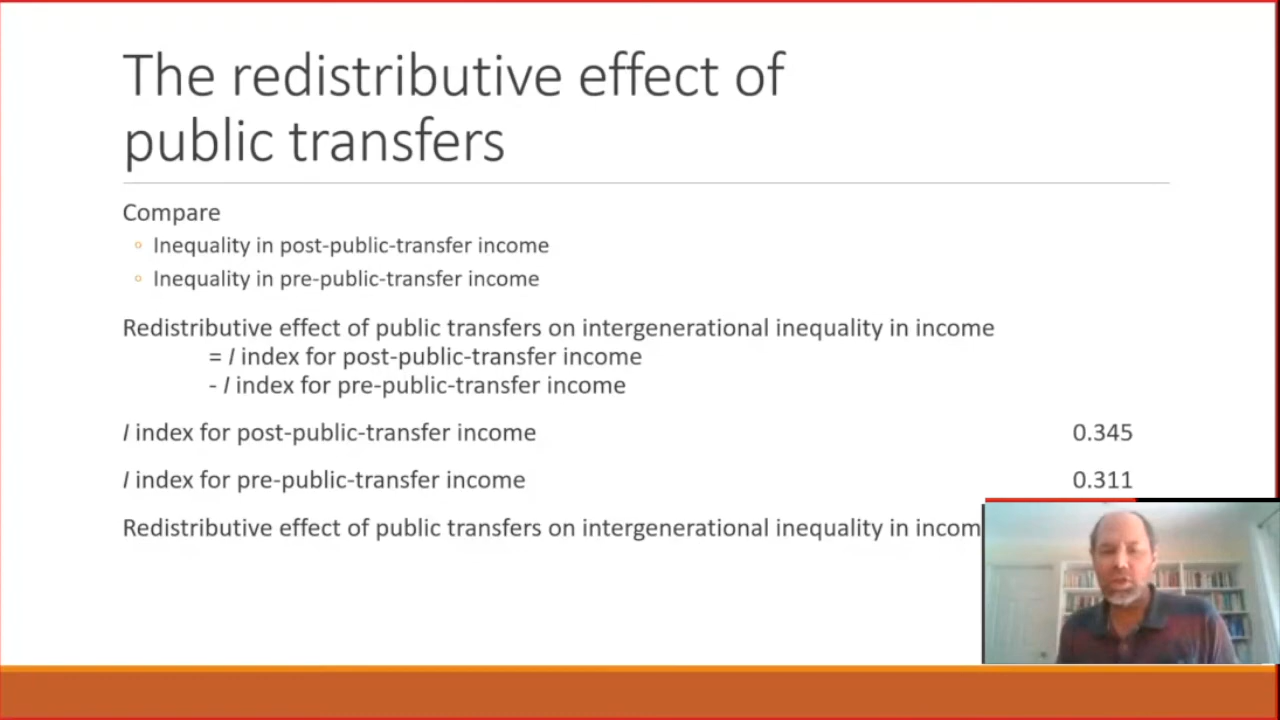 The redistributive effect of
public transfers
Compare
Inequality in post-public-transfer income
Inequality in pre-public-transfer income
Redistributive effect of public transfers on intergenerational inequality in income
= I index for post-public-transfer income
- I index for pre-public-transfer income
I index for post-public-transfer income 0.345
I index for pre-public-transfer income 0.311
Redistributive effect of public transfers on intergenerational inequality in incom